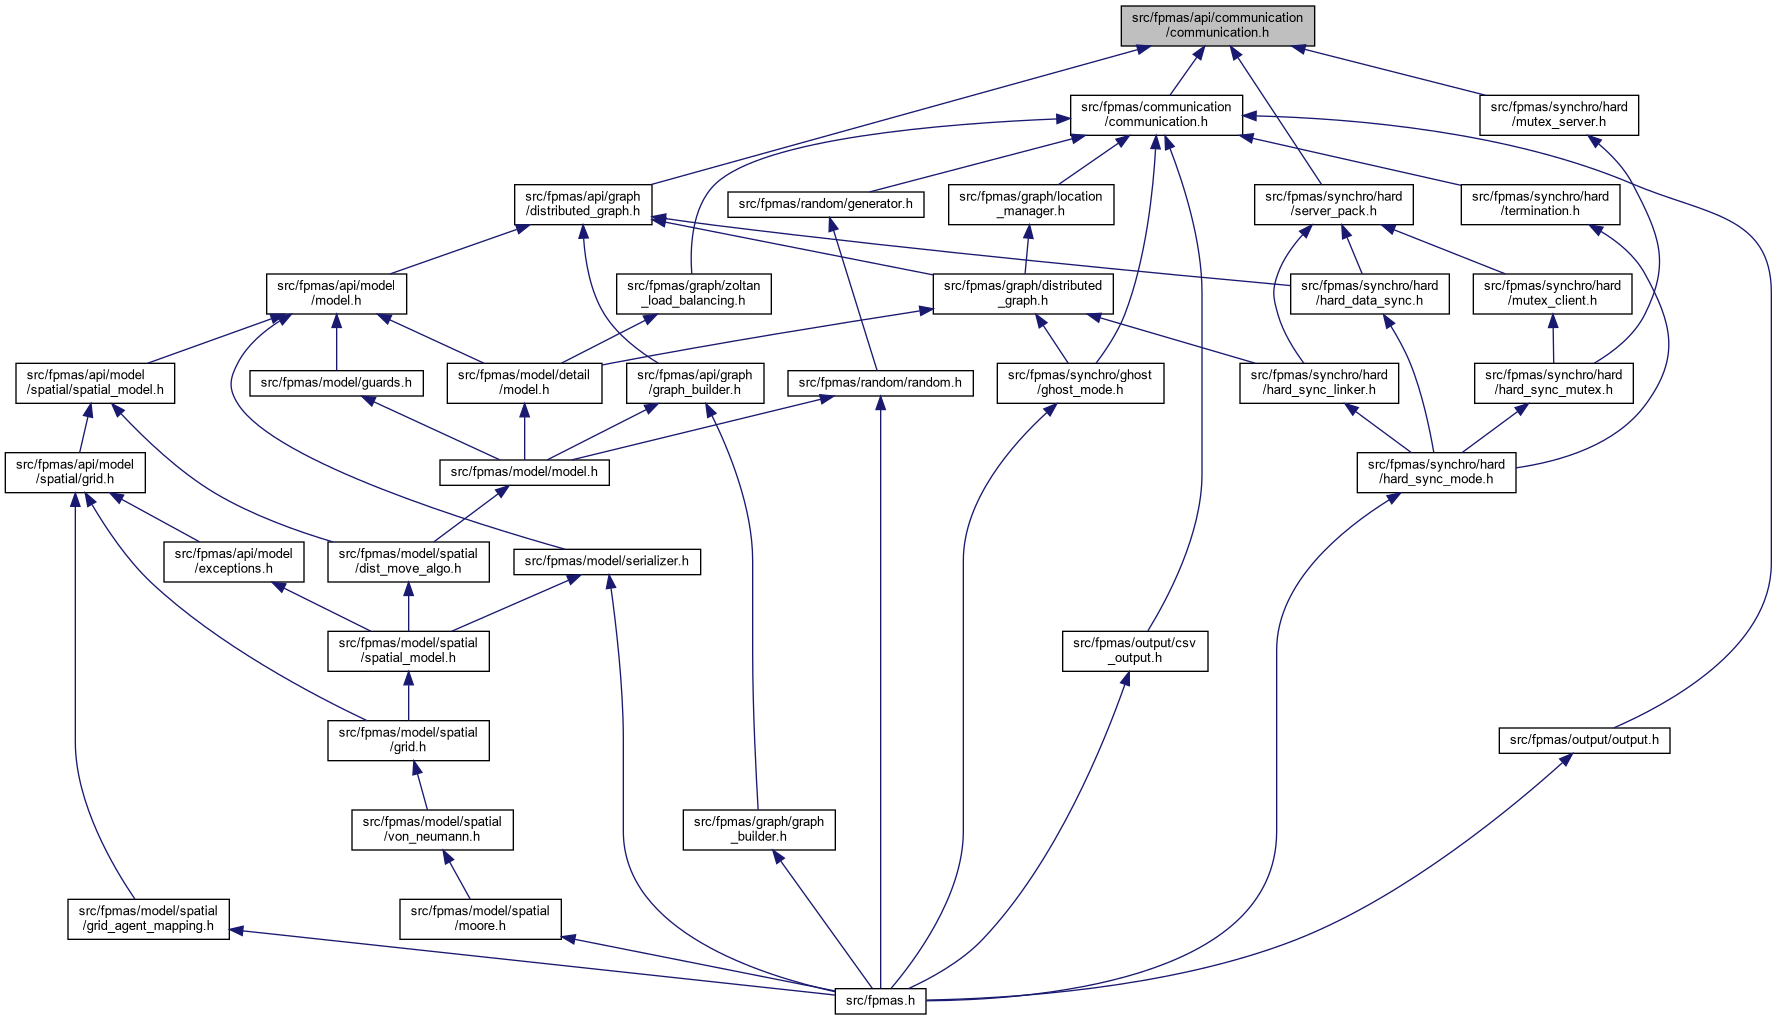 src/fpmas/api/communication
/communication.h
src/fpmas/communication
/communication.h
src/fpmas/synchro/hard
/mutex_server.h
src/fpmas/api/graph
/distributed_graph.h
src/fpmas/random/generator.h
src/fpmas/graph/location
_manager.h
src/fpmas/synchro/hard
/server_pack.h
src/fpmas/synchro/hard
/termination.h
src/fpmas/api/model
/model.h
src/fpmas/graph/zoltan
_load_balancing.h
src/fpmas/graph/distributed
_graph.h
src/fpmas/synchro/hard
/hard_data_sync.h
src/fpmas/synchro/hard
/mutex_client.h
src/fpmas/api/model
/spatial/spatial_model.h
src/fpmas/model/guards.h
src/fpmas/model/detail
/model.h
src/fpmas/api/graph
/graph_builder.h
src/fpmas/random/random.h
src/fpmas/synchro/ghost
/ghost_mode.h
src/fpmas/synchro/hard
/hard_sync_linker.h
src/fpmas/synchro/hard
/hard_sync_mutex.h
src/fpmas/api/model
/spatial/grid.h
src/fpmas/model/model.h
src/fpmas/synchro/hard
/hard_sync_mode.h
src/fpmas/api/model
/exceptions.h
src/fpmas/model/spatial
/dist_move_algo.h
src/fpmas/model/serializer.h
src/fpmas/model/spatial
/spatial_model.h
src/fpmas/output/csv
_output.h
src/fpmas/model/spatial
/grid.h
src/fpmas/output/output.h
src/fpmas/model/spatial
/von_neumann.h
src/fpmas/graph/graph
_builder.h
src/fpmas/model/spatial
/grid_agent_mapping.h
src/fpmas/model/spatial
/moore.h
src/fpmas.h